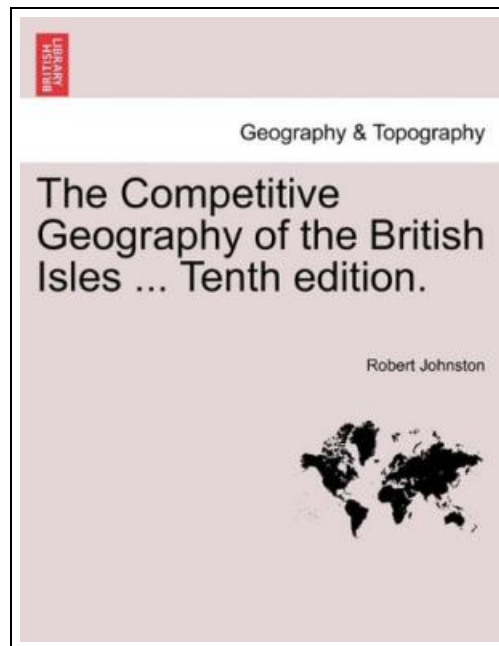 BRITISH
LIBRARY
Geography & Topography
The Competitive
Geography of the British
Isles ... Tenth edition.
Robert Johnston